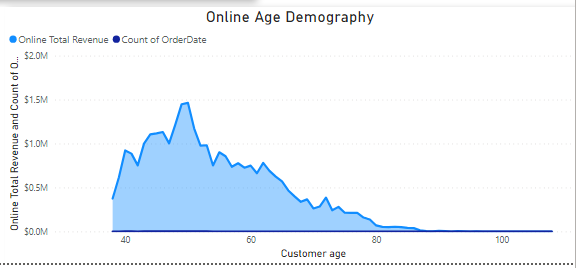 Online Age Demography
Online Total Revenue Count of OrderDate
Online Total Revenue and Count of O...
$2.0M
$1.5M
$1.0M
$0.5M
$0.0M
40 60 80 100
Customer age